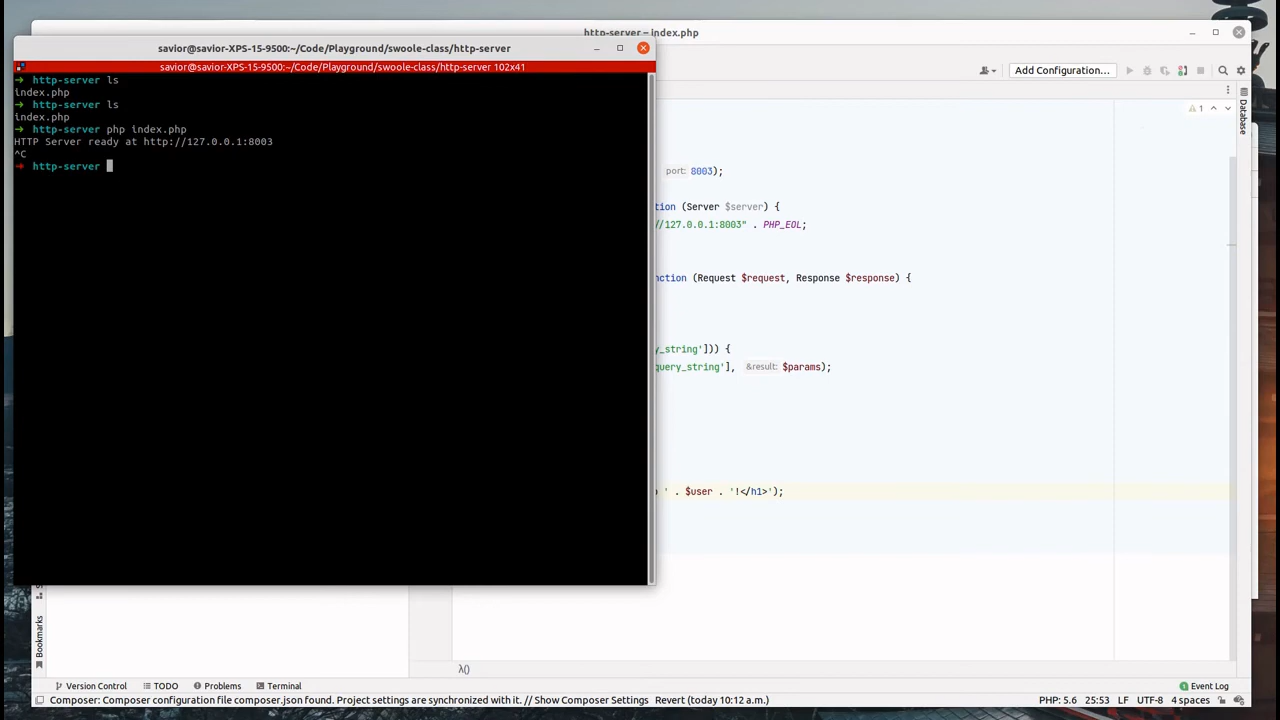 http-server – index.php
savior@savior-XPS-15-9500:~/Code/Playground/swoole-class/http-server
savior@savior-XPS-15-9500:~/Code/Playground/swoole-class/http-server 102x41
➜ http-server ls
index.php
➜ http-server ls
index.php
➜ http-server php index.php
HTTP Server ready at http://127.0.0.1:8003
^C
➜ http-server
Add Configuration...
Database
1
port: 8003);
tion (Server $server) {
/127.0.0.1:8003" . PHP_EOL;
nction (Request $request, Response $response) {
y_string'])) {
query_string'], &result: $params);
' . $user . '!</h1>');
Bookmarks
λ()
Version Control
TODO
Problems
Terminal
Event Log
Composer: Composer configuration file composer.json found. Project settings are synchronized with it. // Show Composer Settings Revert (today 10:12 a.m.)
PHP: 5.6 25:53 LF UTF-8 4 spaces